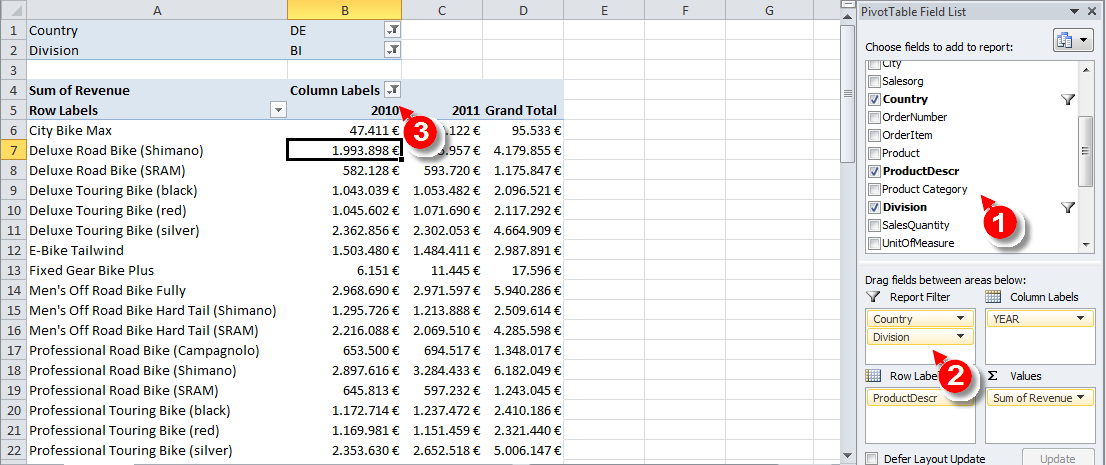 A B C D E F G
1 Country DE
2 Division BI
3
4 Sum of Revenue Column Labels
5 Row Labels 2010 2011 Grand Total
6 City Bike Max 47.411 € .122 € 95.533 €
7 Deluxe Road Bike (Shimano) 1.993.898 € .957 € 4.179.855 €
8 Deluxe Road Bike (SRAM) 582.128 € 593.720 € 1.175.847 €
9 Deluxe Touring Bike (black) 1.043.039 € 1.053.482 € 2.096.521 €
10 Deluxe Touring Bike (red) 1.045.602 € 1.071.690 € 2.117.292 €
11 Deluxe Touring Bike (silver) 2.362.856 € 2.302.053 € 4.664.909 €
12 E-Bike Tailwind 1.503.480 € 1.484.411 € 2.987.891 €
13 Fixed Gear Bike Plus 6.151 € 11.445 € 17.596 €
14 Men's Off Road Bike Fully 2.968.690 € 2.971.597 € 5.940.286 €
15 Men's Off Road Bike Hard Tail (Shimano) 1.295.726 € 1.213.888 € 2.509.614 €
16 Men's Off Road Bike Hard Tail (SRAM) 2.216.088 € 2.069.510 € 4.285.598 €
17 Professional Road Bike (Campagnolo) 653.500 € 694.517 € 1.348.017 €
18 Professional Road Bike (Shimano) 2.897.616 € 3.284.433 € 6.182.049 €
19 Professional Road Bike (SRAM) 645.813 € 597.232 € 1.243.045 €
20 Professional Touring Bike (black) 1.172.714 € 1.237.472 € 2.410.186 €
21 Professional Touring Bike (red) 1.169.981 € 1.151.459 € 2.321.440 €
22 Professional Touring Bike (silver) 2.353.630 € 2.652.518 € 5.006.147 €
3
PivotTable Field List
Choose fields to add to report:
City
Salesorg
Country
OrderNumber
OrderItem
Product
ProductDescr
Product Category
Division
SalesQuantity
UnitOfMeasure
1
Drag fields between areas below:
Report Filter Column Labels
Country YEAR
Division
2
Row Labe Σ Values
ProductDescr Sum of Revenue
Defer Layout Update Update